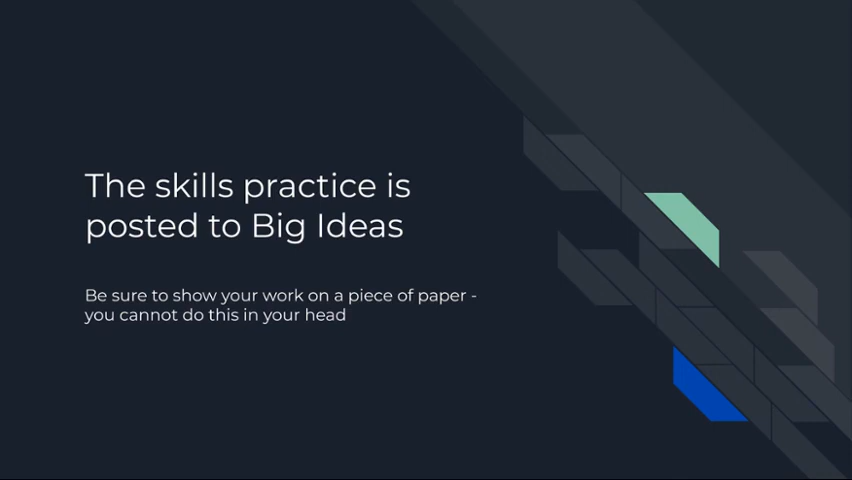 The skills practice is
posted to Big Ideas
Be sure to show your work on a piece of paper -
you cannot do this in your head